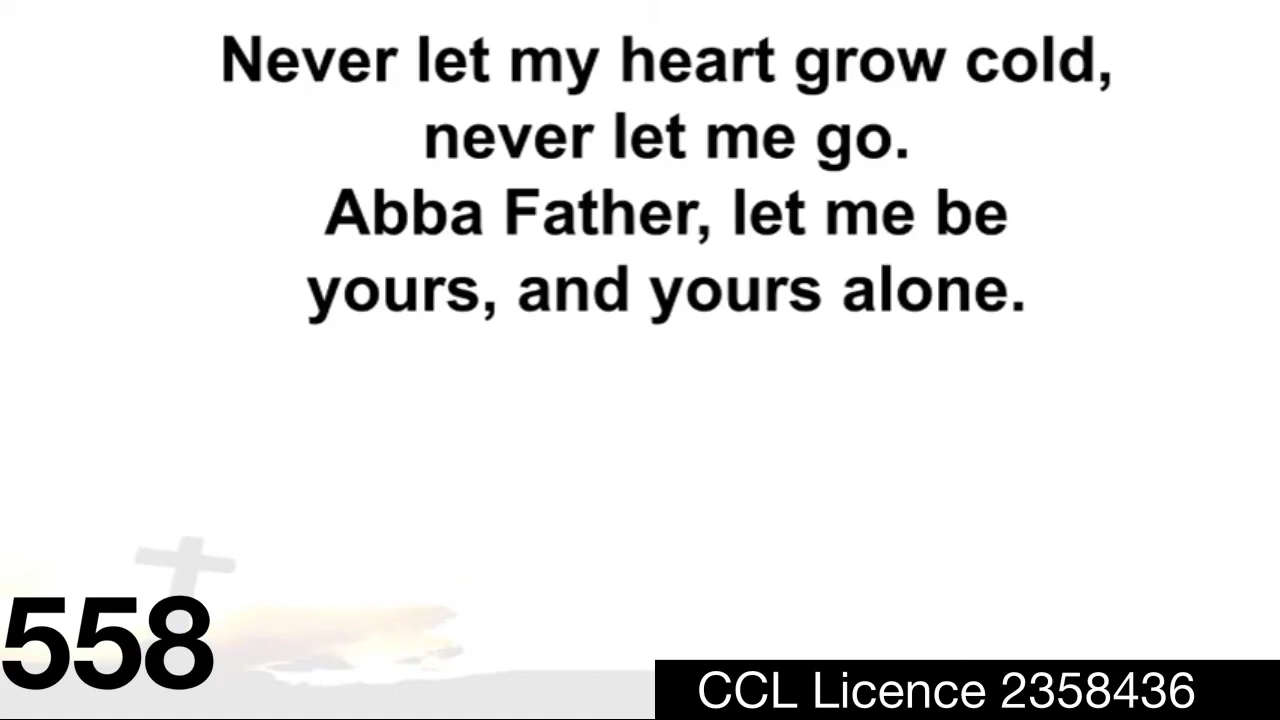 Never let my heart grow cold,
never let me go.
Abba Father, let me be
yours, and yours alone.
558
CCL Licence 2358436